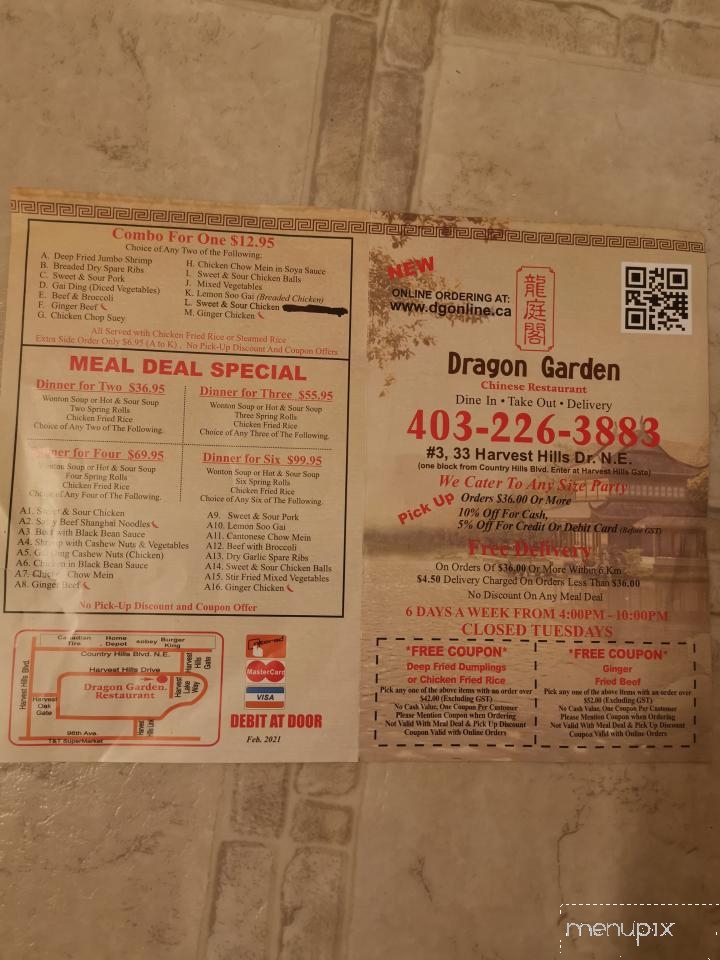 Combo For One $12.95
Choice of Any Two of the Following:
A. Deep Fried Jumbo Shrimp
B. Breaded Dry Spare Ribs
C. Sweet & Sour Pork
D. Gai Ding (Diced Vegetables)
E. Beef & Broccoli
F. Ginger Beef
G. Chicken Chop Suey
H. Chicken Chow Mein in Soya Sauce
I. Sweet & Sour Chicken Balls
J. Mixed Vegetables
K. Lemon Soo Gai (Breaded Chicken)
L. Sweet & Sour Chicken
M. Ginger Chicken
All Served with Chicken Fried Rice or Steamed Rice
Extra Side Order Only $6.95 (A to K) , No Pick-Up Discount And Coupon Offers
MEAL DEAL SPECIAL
Dinner for Two $36.95
Wonton Soup or Hot & Sour Soup
Two Spring Rolls
Chicken Fried Rice
Choice of Any Two of The Following.
Dinner for Three $55.95
Wonton Soup or Hot & Sour Soup
Three Spring Rolls
Chicken Fried Rice
Choice of Any Three of The Following.
Dinner for Four $69.95
Wonton Soup or Hot & Sour Soup
Four Spring Rolls
Chicken Fried Rice
Choice of Any Four of The Following.
Dinner for Six $99.95
Wonton Soup or Hot & Sour Soup
Six Spring Rolls
Chicken Fried Rice
Choice of Any Six of The Following.
A1. Sweet & Sour Chicken
A2. Spicy Beef Shanghai Noodles
A3. Beef with Black Bean Sauce
A4. Shrimp with Cashew Nuts & Vegetables
A5. Gai Ding Cashew Nuts (Chicken)
A6. Chicken in Black Bean Sauce
A7. Chicken Chow Mein
A8. Ginger Beef
A9. Sweet & Sour Pork
A10. Lemon Soo Gai
A11. Cantonese Chow Mein
A12. Beef with Broccoli
A13. Dry Garlic Spare Ribs
A14. Sweet & Sour Chicken Balls
A15. Stir Fried Mixed Vegetables
A16. Ginger Chicken
No Pick-Up Discount and Coupon Offer
Canadian Tire
Home Depot
sobey
Burger King
Country Hills Blvd. N.E.
Harvest Hills Drive
Harvest Hills Gate
Harvest Hills Blvd.
Dragon Garden
Restaurant
Harvest Lake Way
Harvest Oak Gate
96th Ave.
T&T SuperMarket
Interac
MasterCard
VISA
DEBIT AT DOOR
Feb. 2021
NEW
ONLINE ORDERING AT:
www.dgonline.ca
龍庭閣
Dragon Garden
Chinese Restaurant
Dine In • Take Out • Delivery
403-226-3883
#3, 33 Harvest Hills Dr. N.E.
(one block from Country Hills Blvd. Enter at Harvest Hills Gate)
We Cater To Any Size Party
Pick Up
Orders $36.00 Or More
10% Off For Cash,
5% Off For Credit Or Debit Card (Before GST)
Free Delivery
On Orders Of $36.00 Or More Within 6 Km
$4.50 Delivery Charged On Orders Less Than $36.00
No Discount On Any Meal Deal
6 DAYS A WEEK FROM 4:00PM - 10:00PM
CLOSED TUESDAYS
*FREE COUPON*
Deep Fried Dumplings
or Chicken Fried Rice
Pick any one of the above items with an order over
$42.00 (Excluding GST)
No Cash Value, One Coupon Per Customer
Please Mention Coupon when Ordering
Not Valid With Meal Deal & Pick Up Discount
Coupon Valid with Online Orders
*FREE COUPON*
Ginger
Fried Beef
Pick any one of the above items with an order over
$52.00 (Excluding GST)
No Cash Value, One Coupon Per Customer
Please Mention Coupon when Ordering
Not Valid With Meal Deal & Pick Up Discount
Coupon Valid with Online Orders
menupix